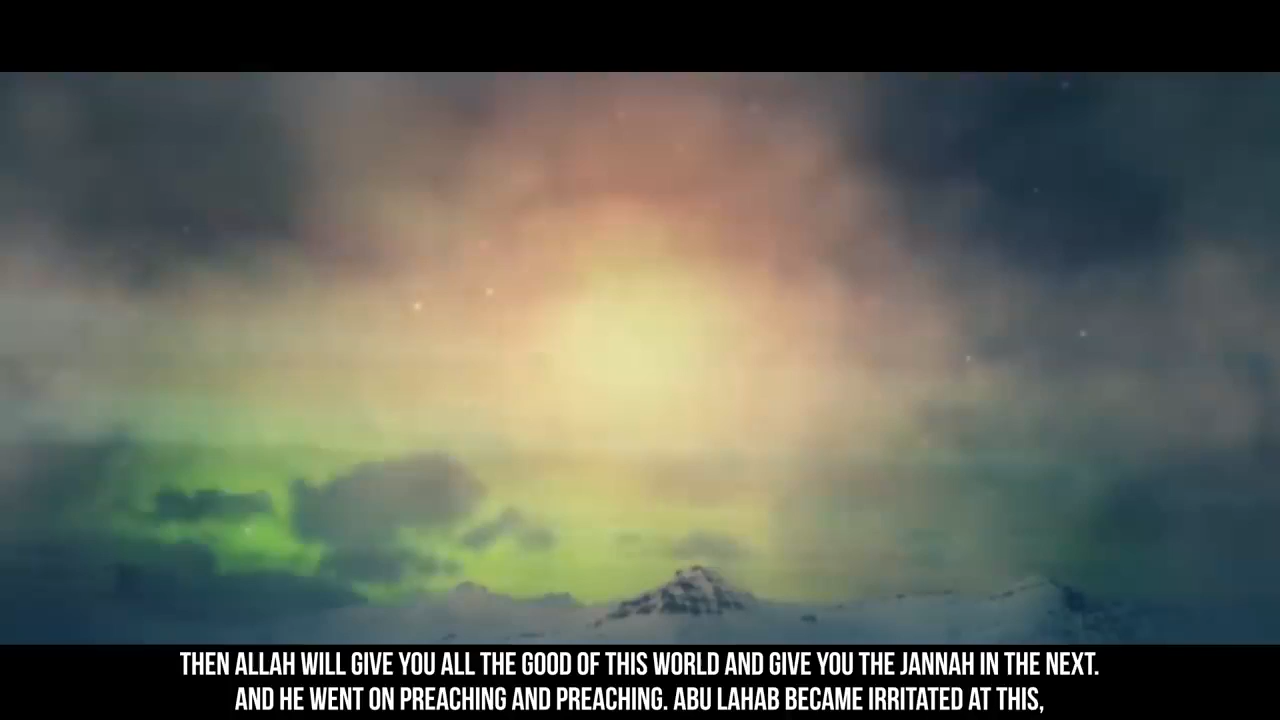 THEN ALLAH WILL GIVE YOU ALL THE GOOD OF THIS WORLD AND GIVE YOU THE JANNAH IN THE NEXT.
AND HE WENT ON PREACHING AND PREACHING. ABU LAHAB BECAME IRRITATED AT THIS,